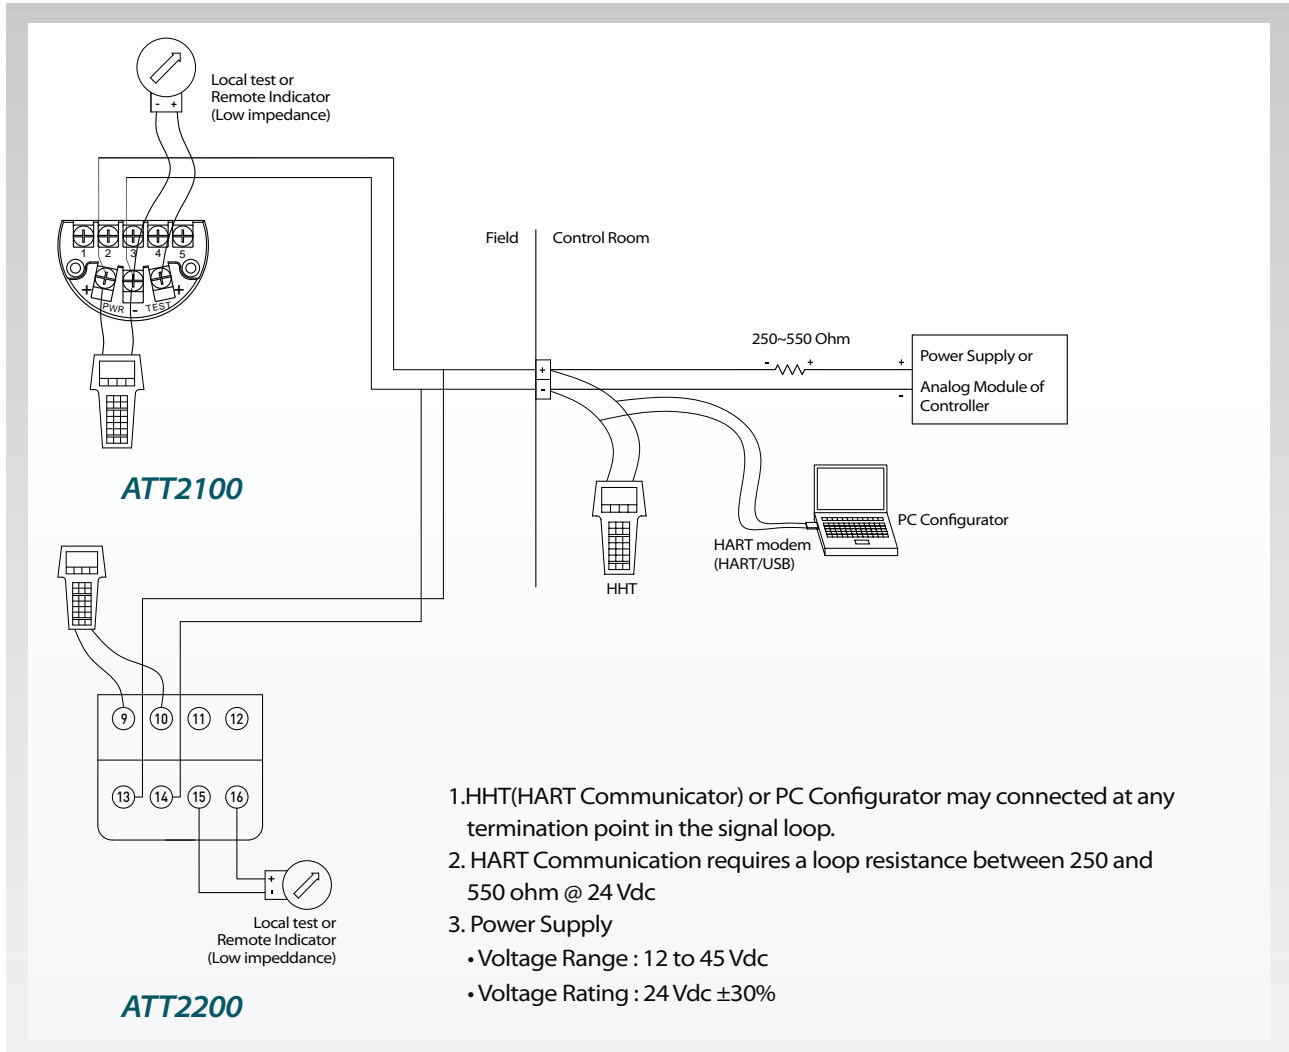 Local test or
Remote Indicator
(Low impedance)
- +
1 2 3 4 5
+ PWR - TEST +
ATT2100
Field
Control Room
250~550 Ohm
- +
+
-
+
-
Power Supply or
Analog Module of
Controller
PC Configurator
HART modem
(HART/USB)
HHT
9 10 11 12
13 14 15 16
+
-
Local test or
Remote Indicator
(Low impeddance)
ATT2200
1.HHT(HART Communicator) or PC Configurator may connected at any
termination point in the signal loop.
2. HART Communication requires a loop resistance between 250 and
550 ohm @ 24 Vdc
3. Power Supply
• Voltage Range : 12 to 45 Vdc
• Voltage Rating : 24 Vdc ±30%